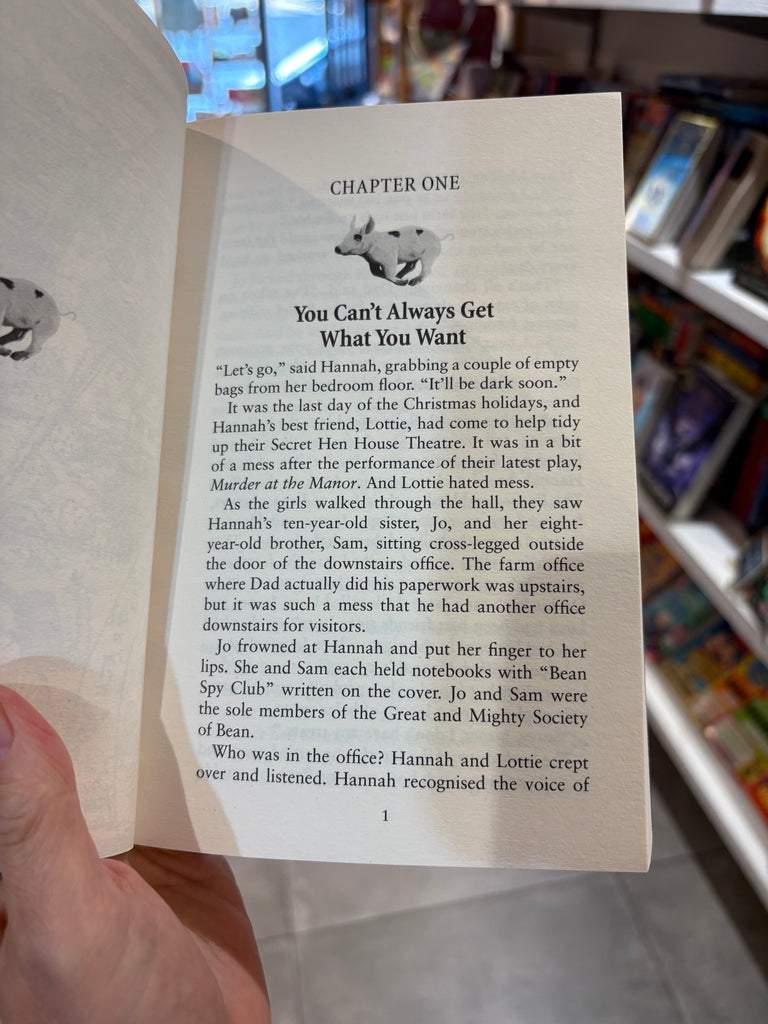 CHAPTER ONE
You Can't Always Get
What You Want
“Let's go,” said Hannah, grabbing a couple of empty
bags from her bedroom floor. “It'll be dark soon.”
It was the last day of the Christmas holidays, and
Hannah's best friend, Lottie, had come to help tidy
up their Secret Hen House Theatre. It was in a bit
of a mess after the performance of their latest play,
Murder at the Manor. And Lottie hated mess.
As the girls walked through the hall, they saw
Hannah's ten-year-old sister, Jo, and her eight-
year-old brother, Sam, sitting cross-legged outside
the door of the downstairs office. The farm office
where Dad actually did his paperwork was upstairs,
but it was such a mess that he had another office
downstairs for visitors.
Jo frowned at Hannah and put her finger to her
lips. She and Sam each held notebooks with “Bean
Spy Club” written on the cover. Jo and Sam were
the sole members of the Great and Mighty Society
of Bean.
Who was in the office? Hannah and Lottie crept
over and listened. Hannah recognised the voice of
1